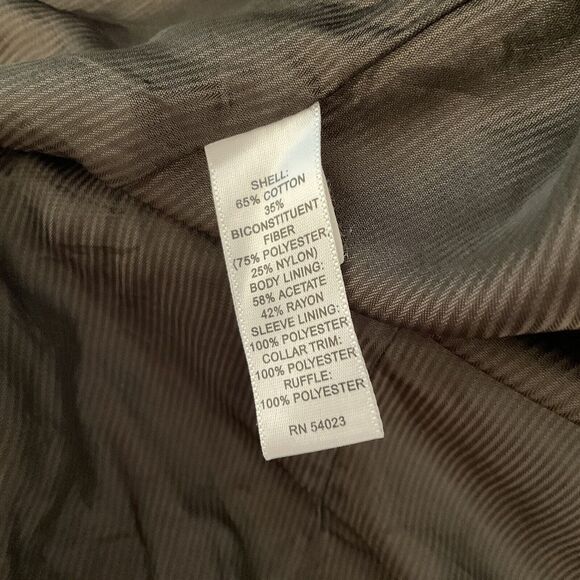 SHELL:
65% COTTON
35%
BICONSTITUENT
FIBER
(75% POLYESTER,
25% NYLON)
BODY LINING:
58% ACETATE
42% RAYON
SLEEVE LINING:
100% POLYESTER
COLLAR TRIM:
100% POLYESTER
RUFFLE:
100% POLYESTER
RN 54023